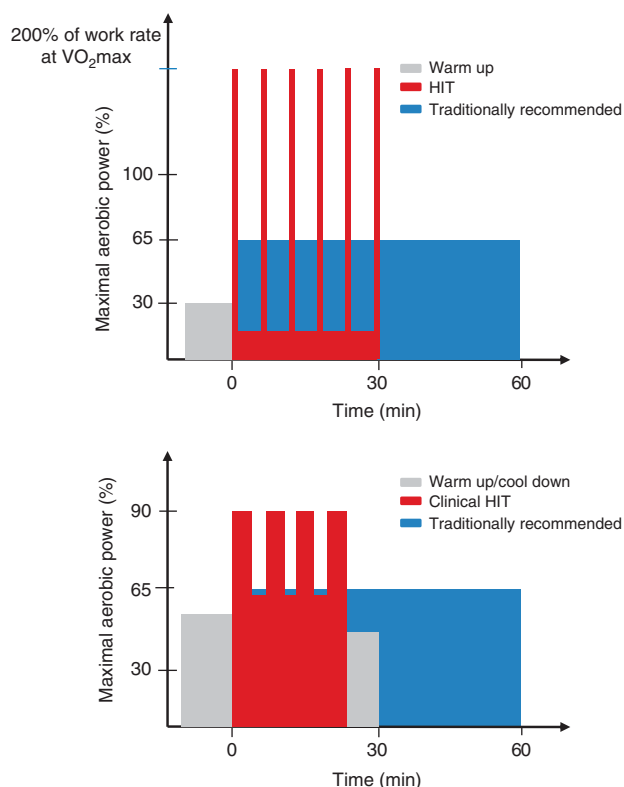 200% of work rate
at VO₂max
Warm up
HIT
Traditionally recommended
Maximal aerobic power (%)
100
65
30
0
30
60
Time (min)
Warm up/cool down
Clinical HIT
Traditionally recommended
Maximal aerobic power (%)
90
65
30
0
30
60
Time (min)